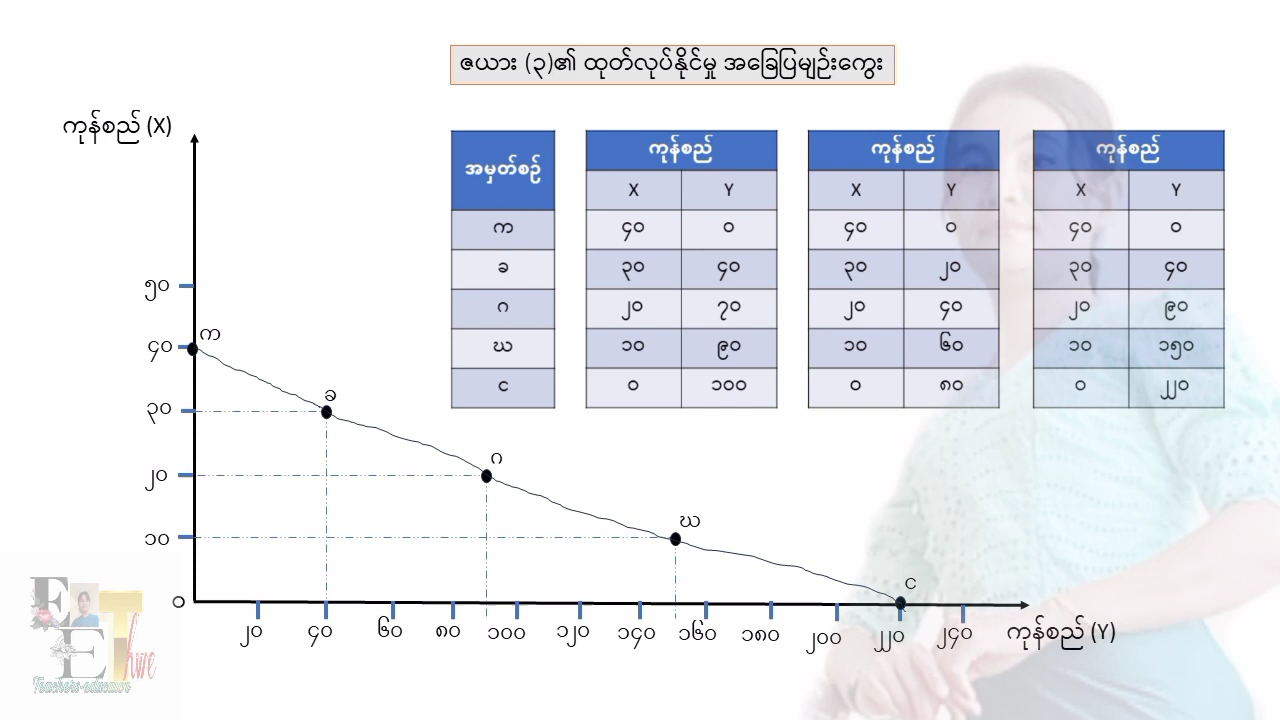 ဇယား (၃)၏ ထုတ်လုပ်နိုင်မှု အခြေပြမျဉ်းကွေး
ကုန်စည် (X)
အမှတ်စဉ် ကုန်စည် ကုန်စည် ကုန်စည်
X Y X Y X Y
က ၄၀ ၀ ၄၀ ၀ ၄၀ ၀
ခ ၃၀ ၄၀ ၃၀ ၂၀ ၃၀ ၄၀
ဂ ၂၀ ၇၀ ၂၀ ၄၀ ၂၀ ၉၀
ဃ ၁၀ ၉၀ ၁၀ ၆၀ ၁၀ ၁၅၀
င ၀ ၁၀၀ ၀ ၈၀ ၀ ၂၂၀
၅၀
၄၀ က
၃၀ ခ
၂၀ ဂ
၁၀ ဃ
၀ င
၂၀ ၄၀ ၆၀ ၈၀ ၁၀၀ ၁၂၀ ၁၄၀ ၁၆၀ ၁၈၀ ၂၀၀ ၂၂၀ ၂၄၀ ကုန်စည် (Y)
E
E Thwe
Teachers-education